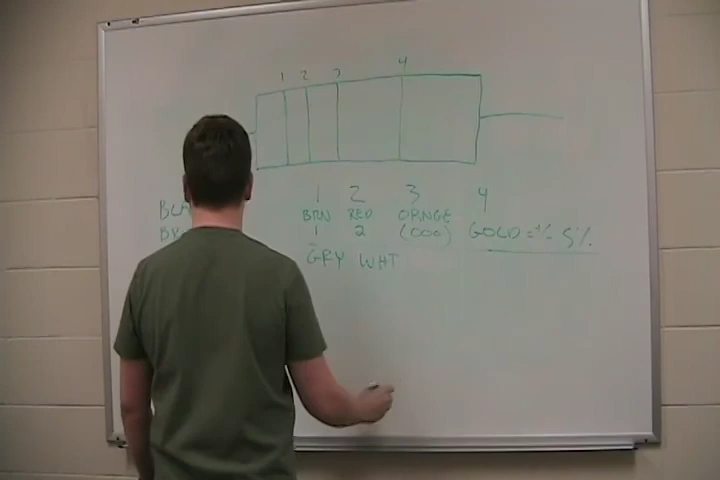 1 2 3 4
1 2 3 4
BRN RED ORNGE
1 2 (000) GOLD = +/- 5%
GRY WHT